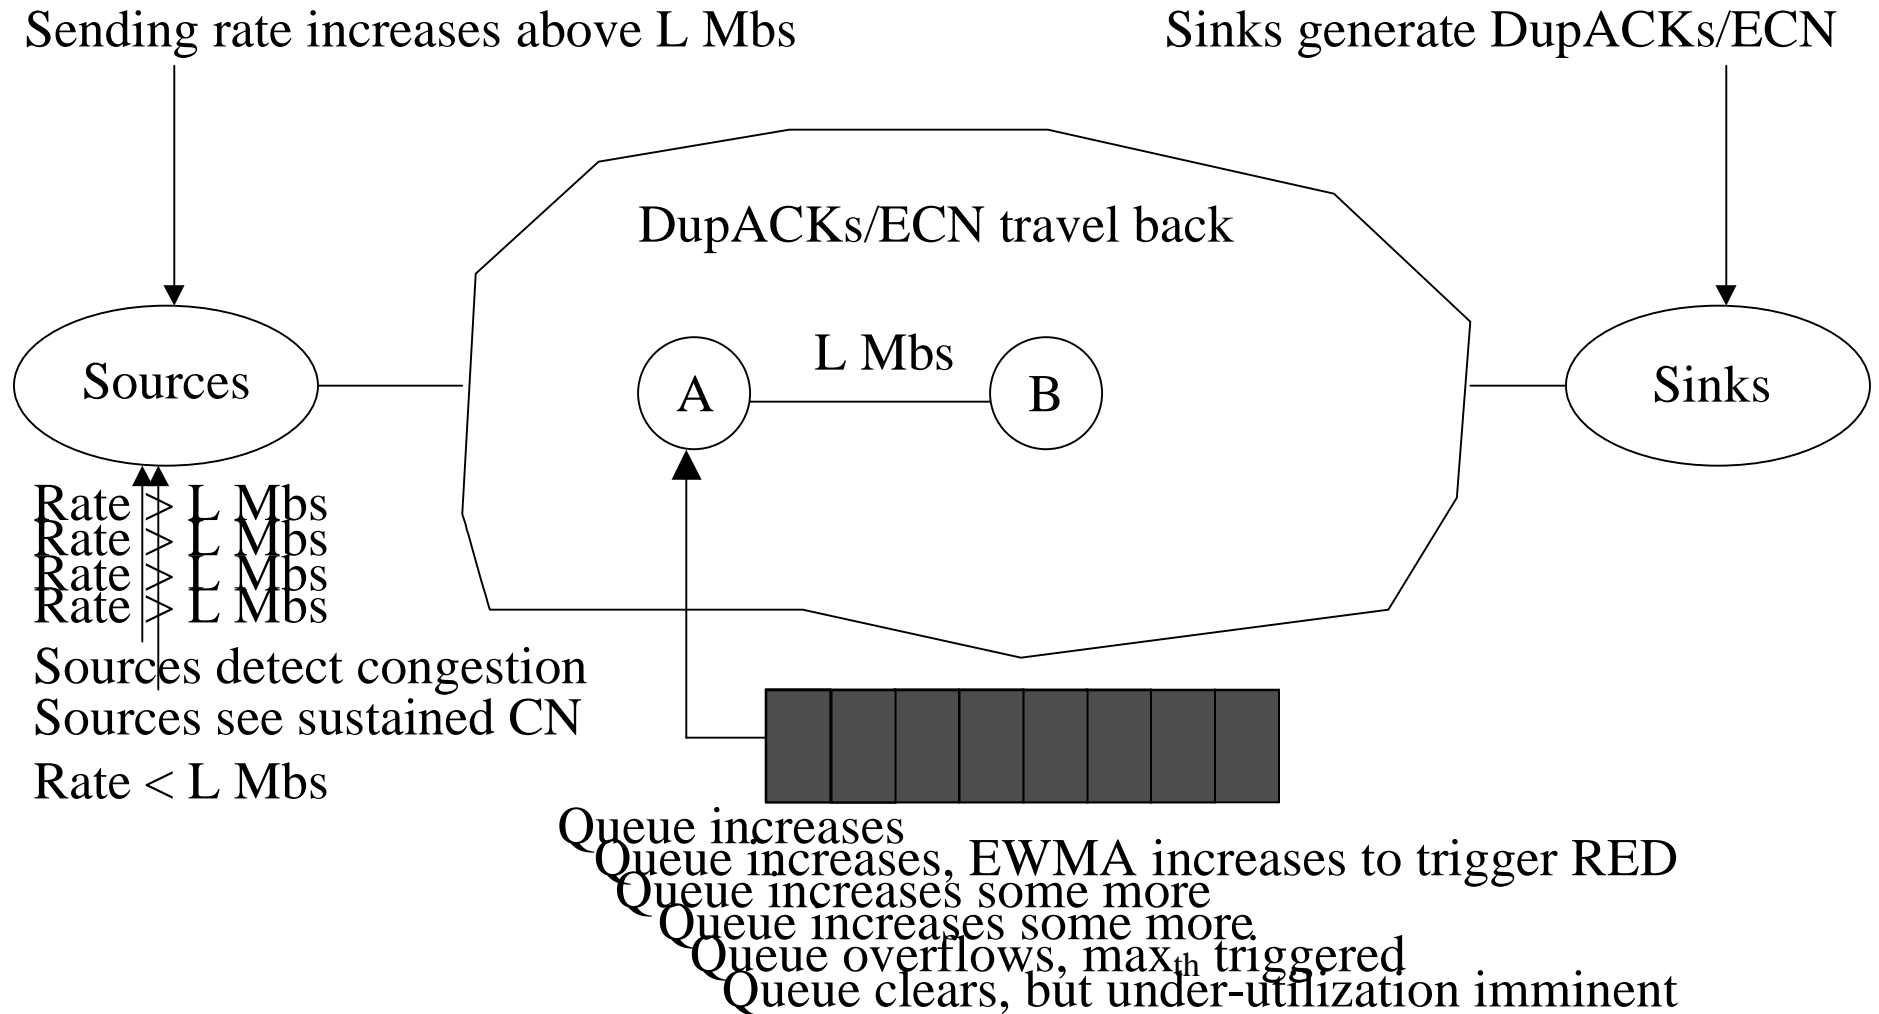 Sending rate increases above L Mbs
Sinks generate DupACKs/ECN
DupACKs/ECN travel back
L Mbs
Sources
A
B
Sinks
Rate > L Mbs
Rate > L Mbs
Rate > L Mbs
Rate > L Mbs
Sources detect congestion
Sources see sustained CN
Rate < L Mbs
Queue increases
Queue increases, EWMA increases to trigger RED
Queue increases some more
Queue increases some more
Queue overflows, maxth triggered
Queue clears, but under-utilization imminent